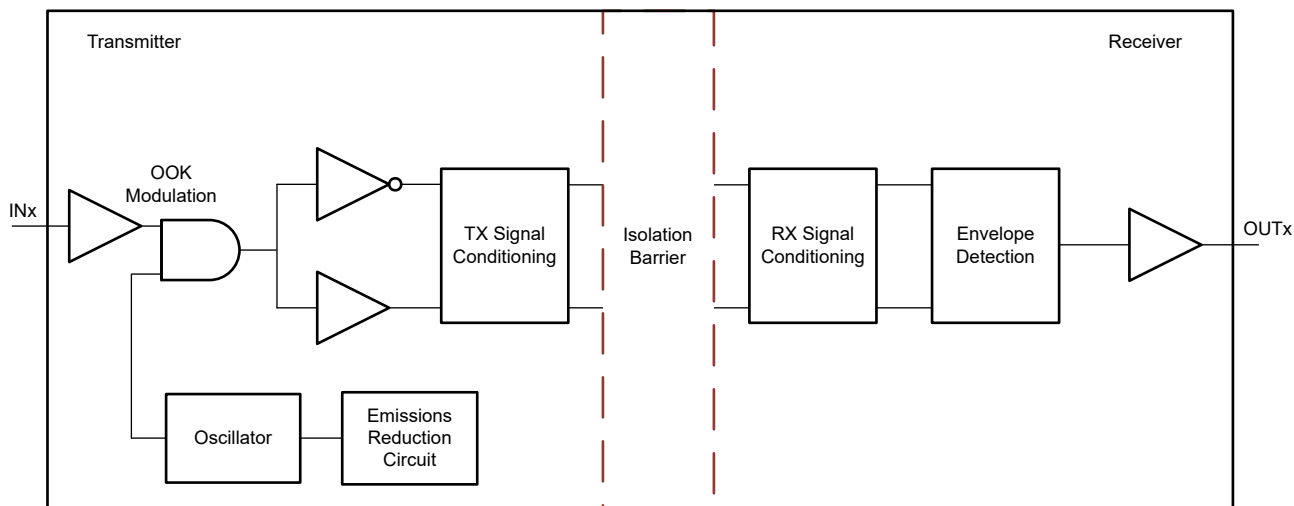 Transmitter
Receiver
OOK
Modulation
INx
TX Signal
Conditioning
Isolation
Barrier
RX Signal
Conditioning
Envelope
Detection
OUTx
Oscillator
Emissions
Reduction
Circuit